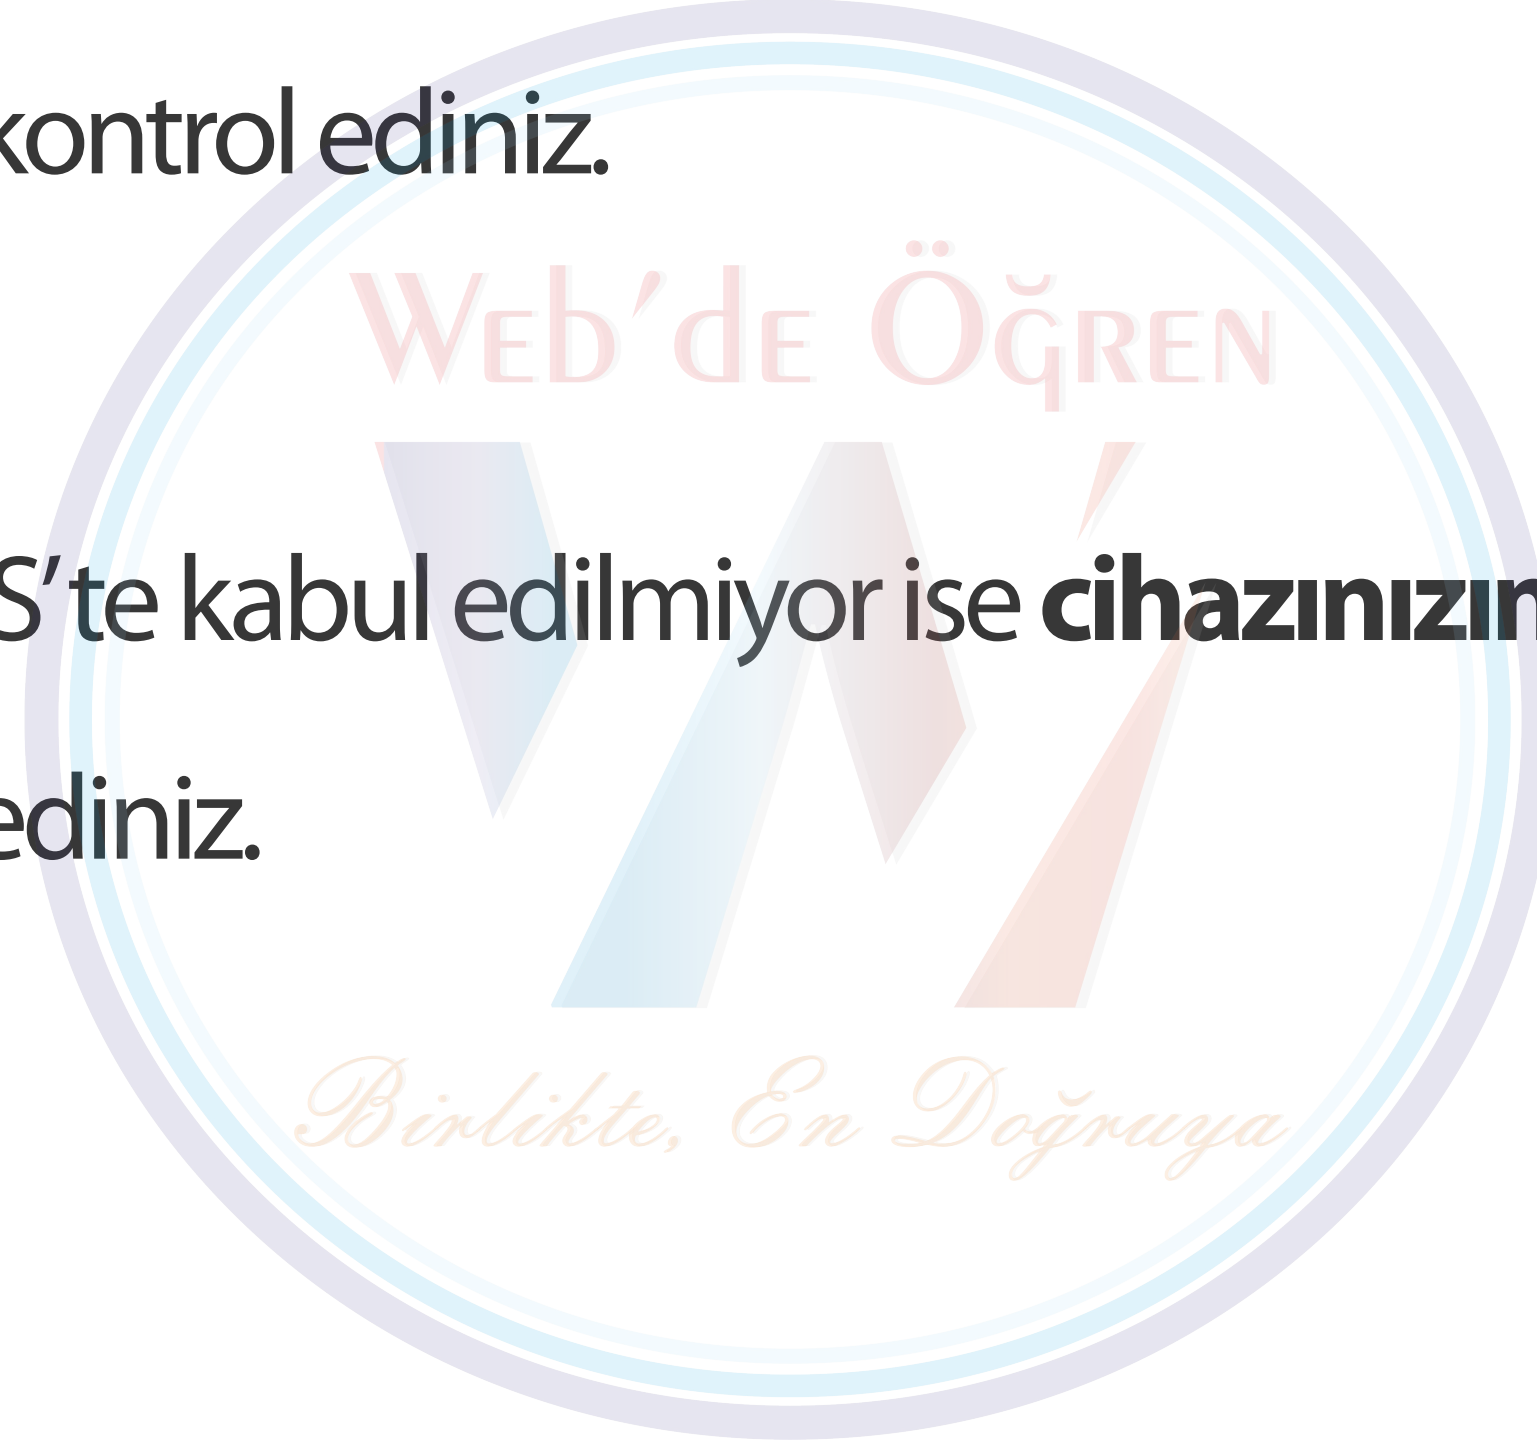 kontrol ediniz.
Web'de Öğren
S'te kabul edilmiyor ise cihazınızın
ediniz.
Birlikte, En Doğruya